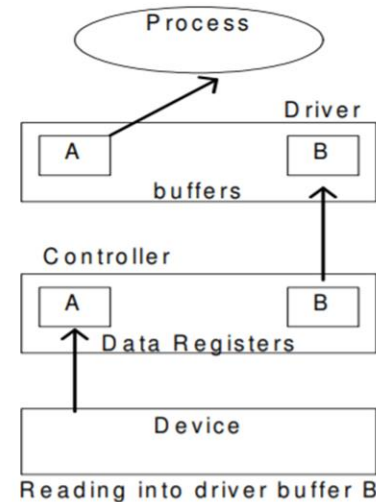 Process
Driver
A B
buffers
Controller
A B
Data Registers
Device
Reading into driver buffer B